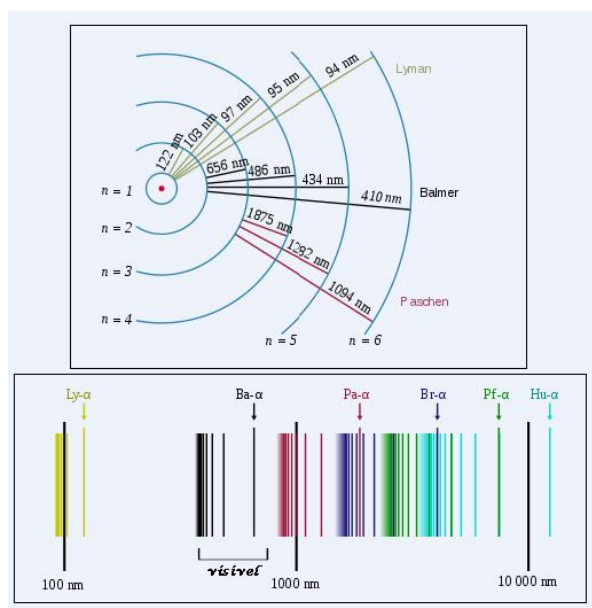 Lyman
94 nm
95 nm
97 nm
103 nm
122 nm
656 nm
486 nm
434 nm
410 nm
Balmer
n = 1
n = 2
n = 3
n = 4
1875 nm
1282 nm
1094 nm
Paschen
n = 5
n = 6
Ly-α
Ba-α
Pa-α
Br-α
Pf-α
Hu-α
visivel
100 nm
1000 nm
10 000 nm